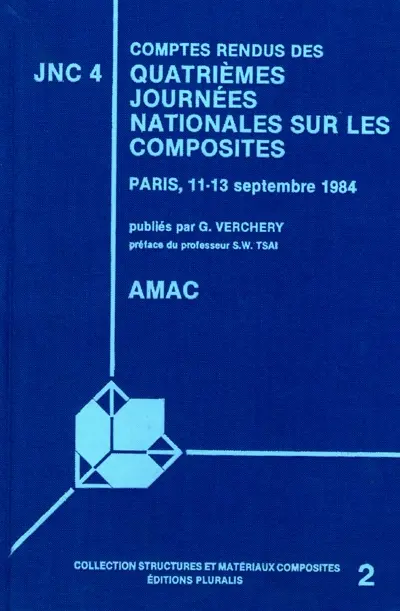 JNC 4
COMPTES RENDUS DES
QUATRIÈMES
JOURNÉES
NATIONALES SUR LES
COMPOSITES
PARIS, 11-13 septembre 1984
publiés par G. VERCHERY
préface du professeur S.W. TSAI
AMAC
COLLECTION STRUCTURES ET MATÉRIAUX COMPOSITES
ÉDITIONS PLURALIS
2